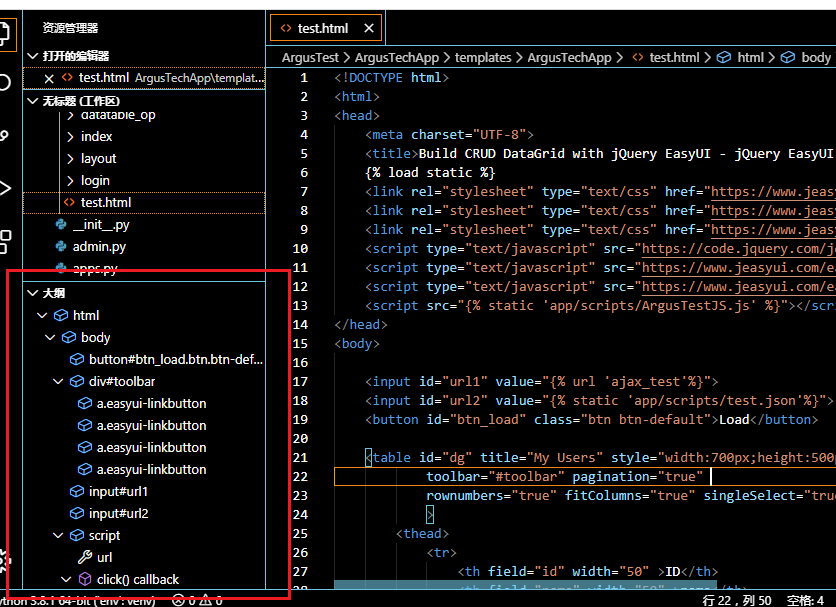 资源管理器
打开的编辑器
test.html ArgusTechApp\templat...
无标题 (工作区)
datatable_op
index
layout
login
test.html
__init__.py
admin.py
apps.py
大纲
html
body
button#btn_load.btn.btn-def...
div#toolbar
a.easyui-linkbutton
a.easyui-linkbutton
a.easyui-linkbutton
a.easyui-linkbutton
input#url1
input#url2
script
url
click() callback
test.html
ArgusTest > ArgusTechApp > templates > ArgusTechApp > test.html > html > body
1 <!DOCTYPE html>
2 <html>
3 <head>
4 <meta charset="UTF-8">
5 <title>Build CRUD DataGrid with jQuery EasyUI - jQuery EasyUI
6 {% load static %}
7 <link rel="stylesheet" type="text/css" href="https://www.jeasy
8 <link rel="stylesheet" type="text/css" href="https://www.jeasy
9 <link rel="stylesheet" type="text/css" href="https://www.jeasy
10 <script type="text/javascript" src="https://code.jquery.com/j
11 <script type="text/javascript" src="https://www.jeasyui.com/ea
12 <script type="text/javascript" src="https://www.jeasyui.com/ea
13 <script src="{% static 'app/scripts/ArgusTestJS.js' %}"></scri
14 </head>
15 <body>
16
17 <input id="url1" value="{% url 'ajax_test'%}">
18 <input id="url2" value="{% static 'app/scripts/test.json'%}">
19 <button id="btn_load" class="btn btn-default">Load</button>
20
21 <table id="dg" title="My Users" style="width:700px;height:500p
22 toolbar="#toolbar" pagination="true"
23 rownumbers="true" fitColumns="true" singleSelect="true
24 >
25 <thead>
26 <tr>
27 <th field="id" width="50" >ID</th>
28
ython 3.8.1 64-bit ('env': venv) 0 0 行 22，列 50 空格: 4